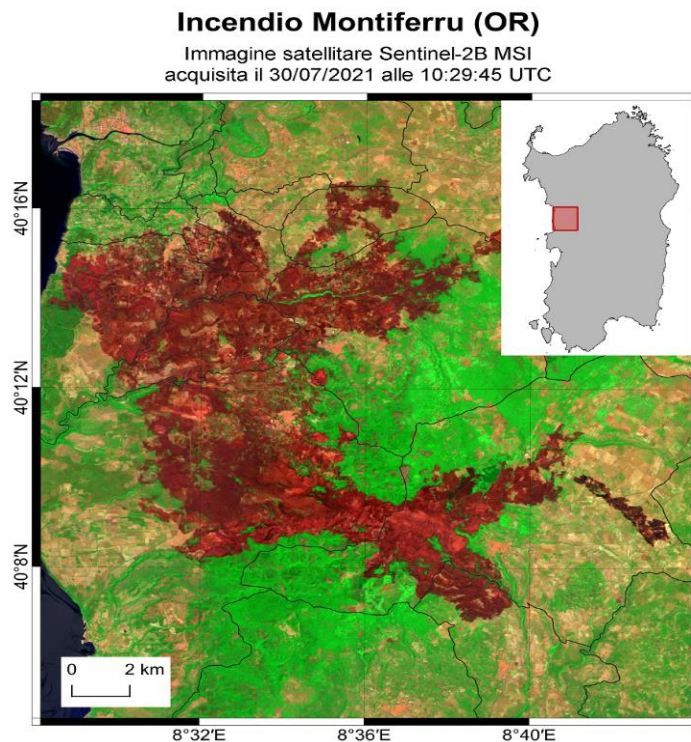 Incendio Montiferru (OR)
Immagine satellitare Sentinel-2B MSI
acquisita il 30/07/2021 alle 10:29:45 UTC
40°16'N
40°12'N
40°8'N
0 2 km
8°32'E 8°36'E 8°40'E